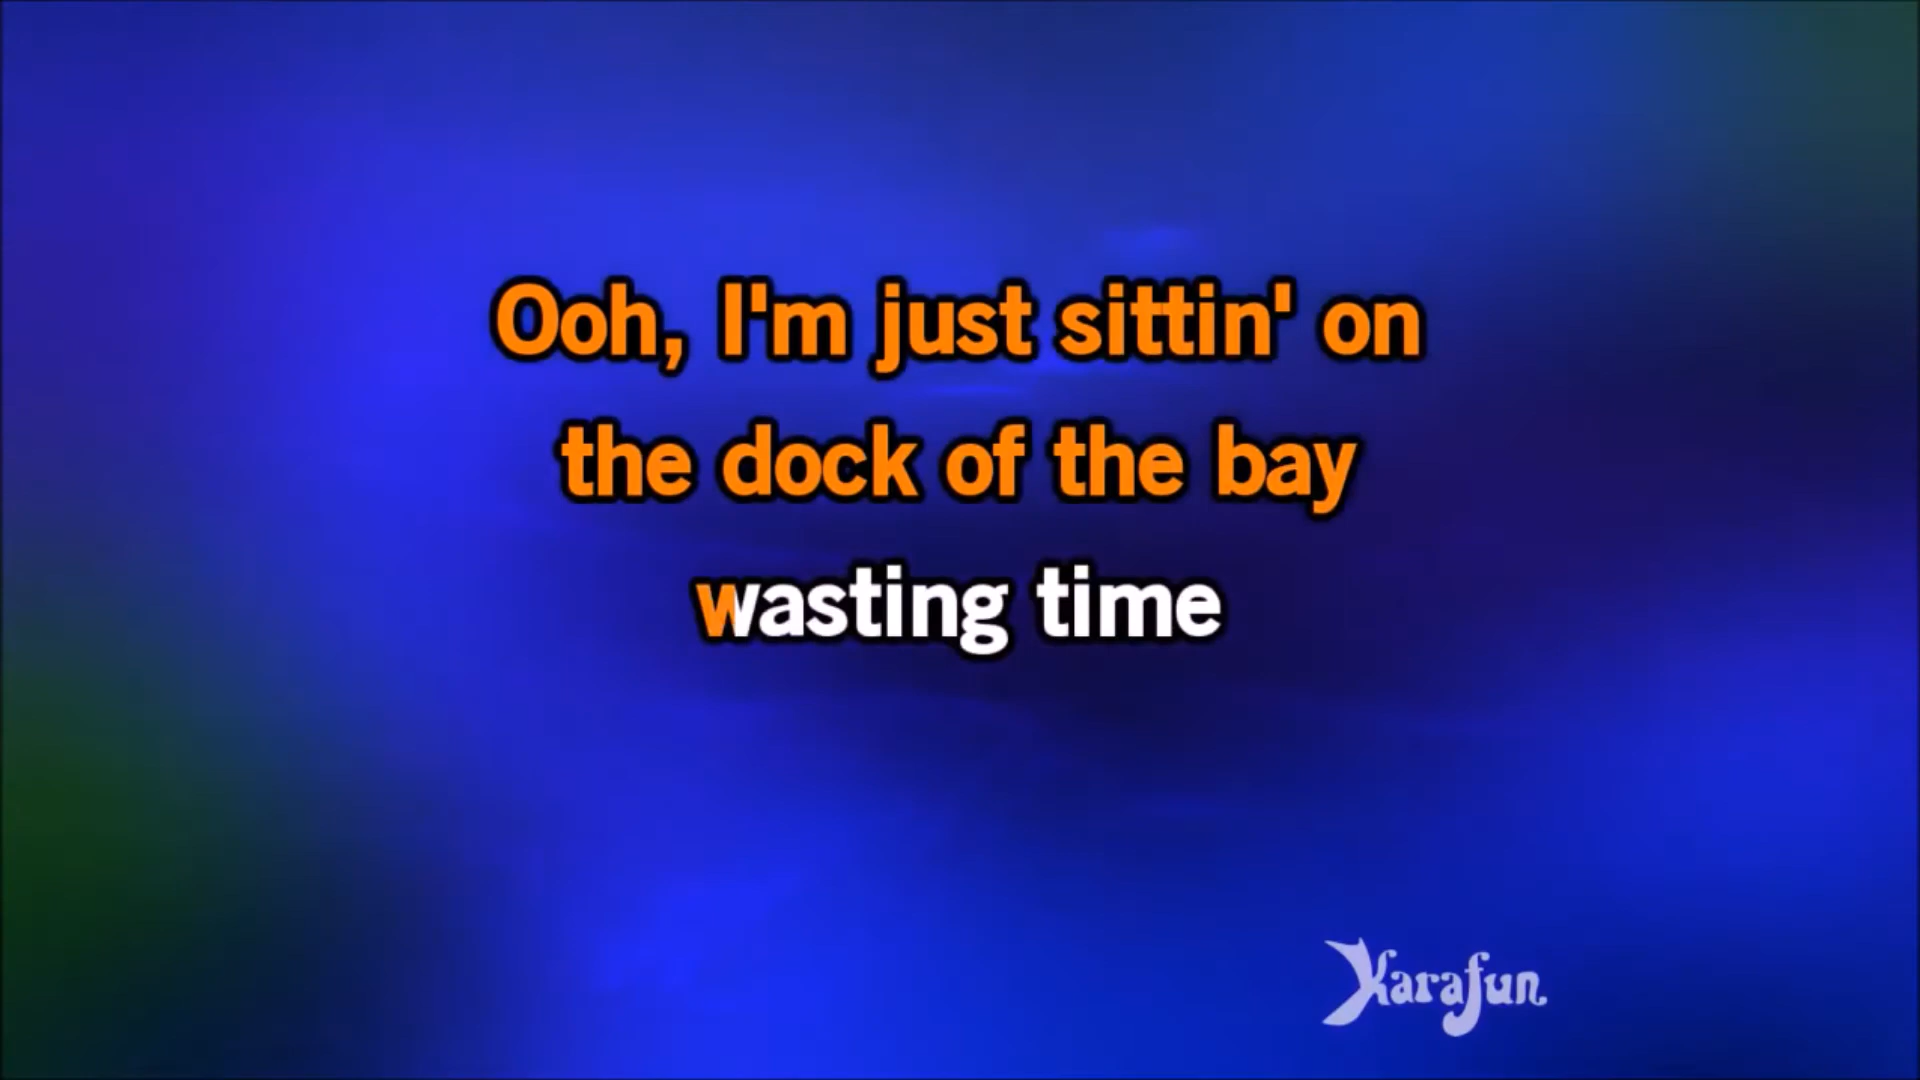 Ooh, I'm just sittin' on
the dock of the bay
wasting time
Karafun